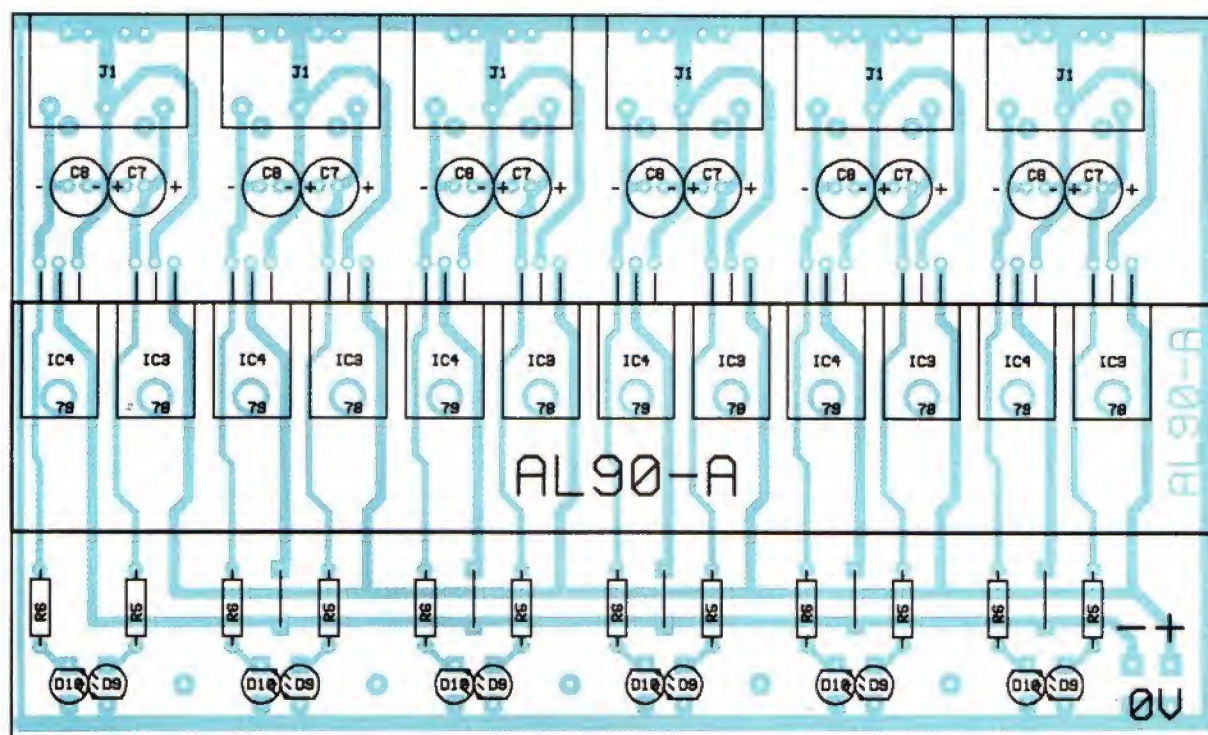 J1 J1 J1 J1 J1 J1
- C8 - + C7 + - C8 - + C7 + - C8 - + C7 + - C8 - + C7 + - C8 - + C7 + - C8 - + C7 +
IC4 IC3 IC4 IC3 IC4 IC3 IC4 IC3 IC4 IC3 IC4 IC3
79 78 79 78 79 78 79 78 79 78 79 78
AL90-A
AL90-A
R6 R5 R6 R5 R6 R5 R6 R5 R6 R5 R6 R5
- +
D10 D9 D10 D9 D10 D9 D10 D9 D10 D9 D10 D9
0V